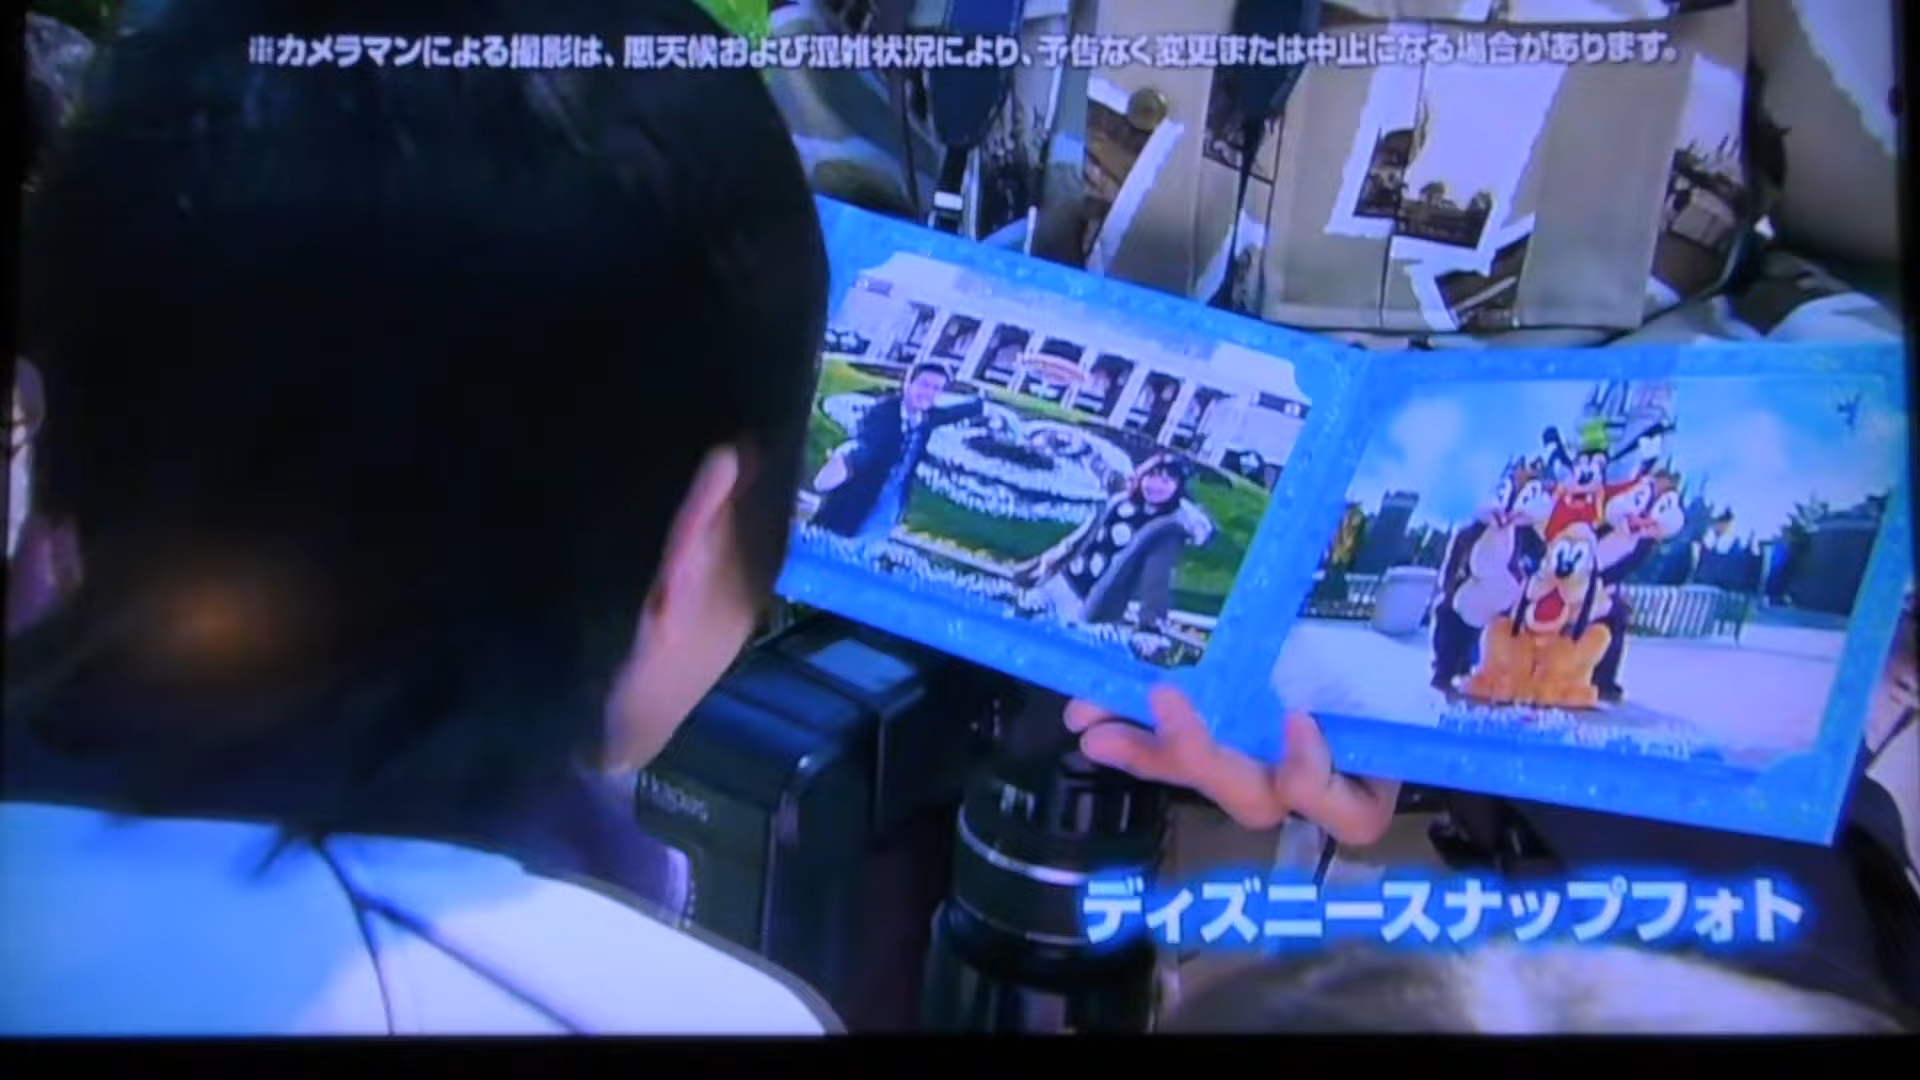 ※カメラマンによる撮影は、悪天候および混雑状況により、予告なく変更または中止になる場合があります。
ディズニースナップフォト